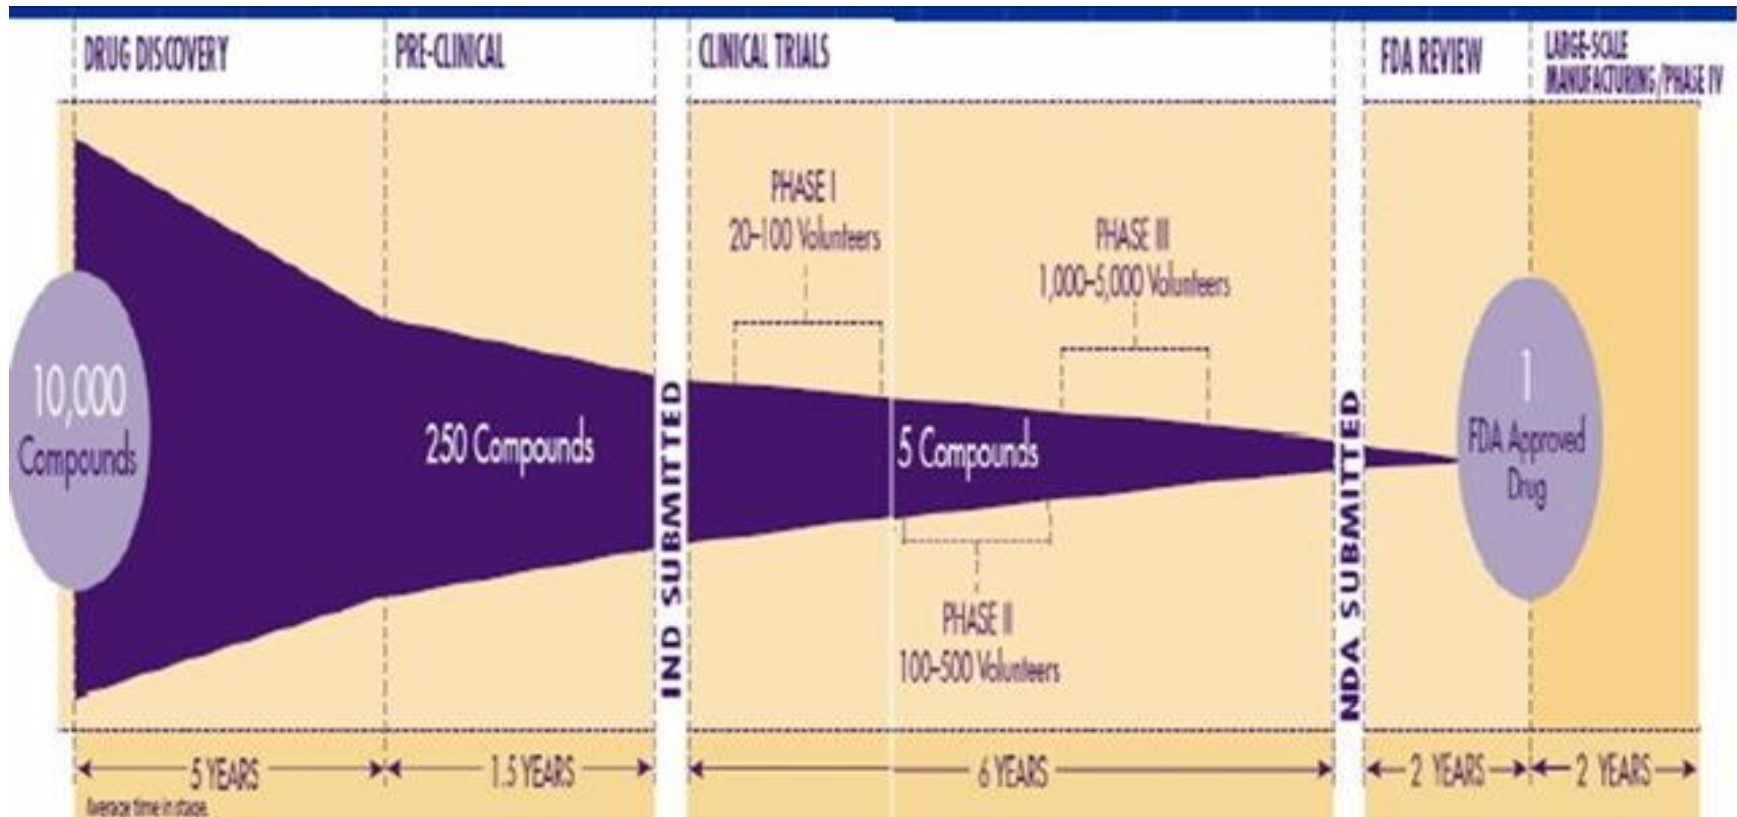 DRUG DISCOVERY
PRE-CLINICAL
CLINICAL TRIALS
FDA REVIEW
LARGE-SCALE
MANUFACTURING/PHASE IV
PHASE I
20–100 Volunteers
PHASE III
1,000–5,000 Volunteers
10,000
Compounds
250 Compounds
IND SUBMITTED
5 Compounds
NDA SUBMITTED
1
FDA Approved
Drug
PHASE II
100–500 Volunteers
5 YEARS
1.5 YEARS
6 YEARS
2 YEARS
2 YEARS
Average time in stage.